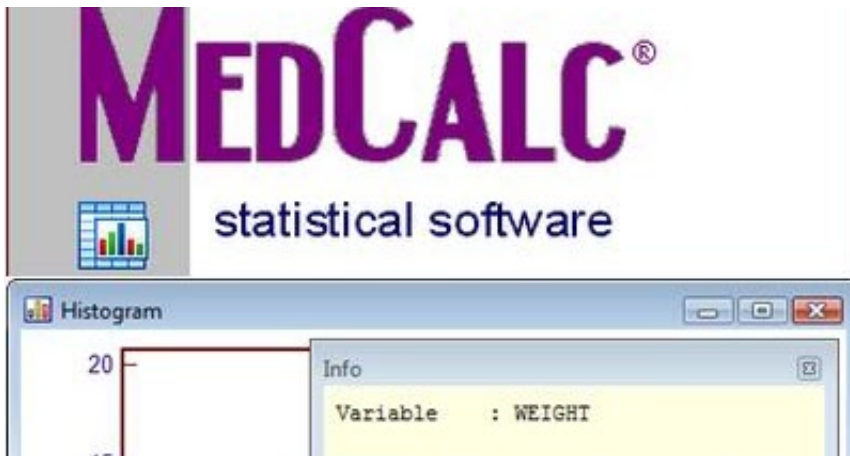 MEDCALC®
statistical software
Histogram
20
Info
Variable : WEIGHT